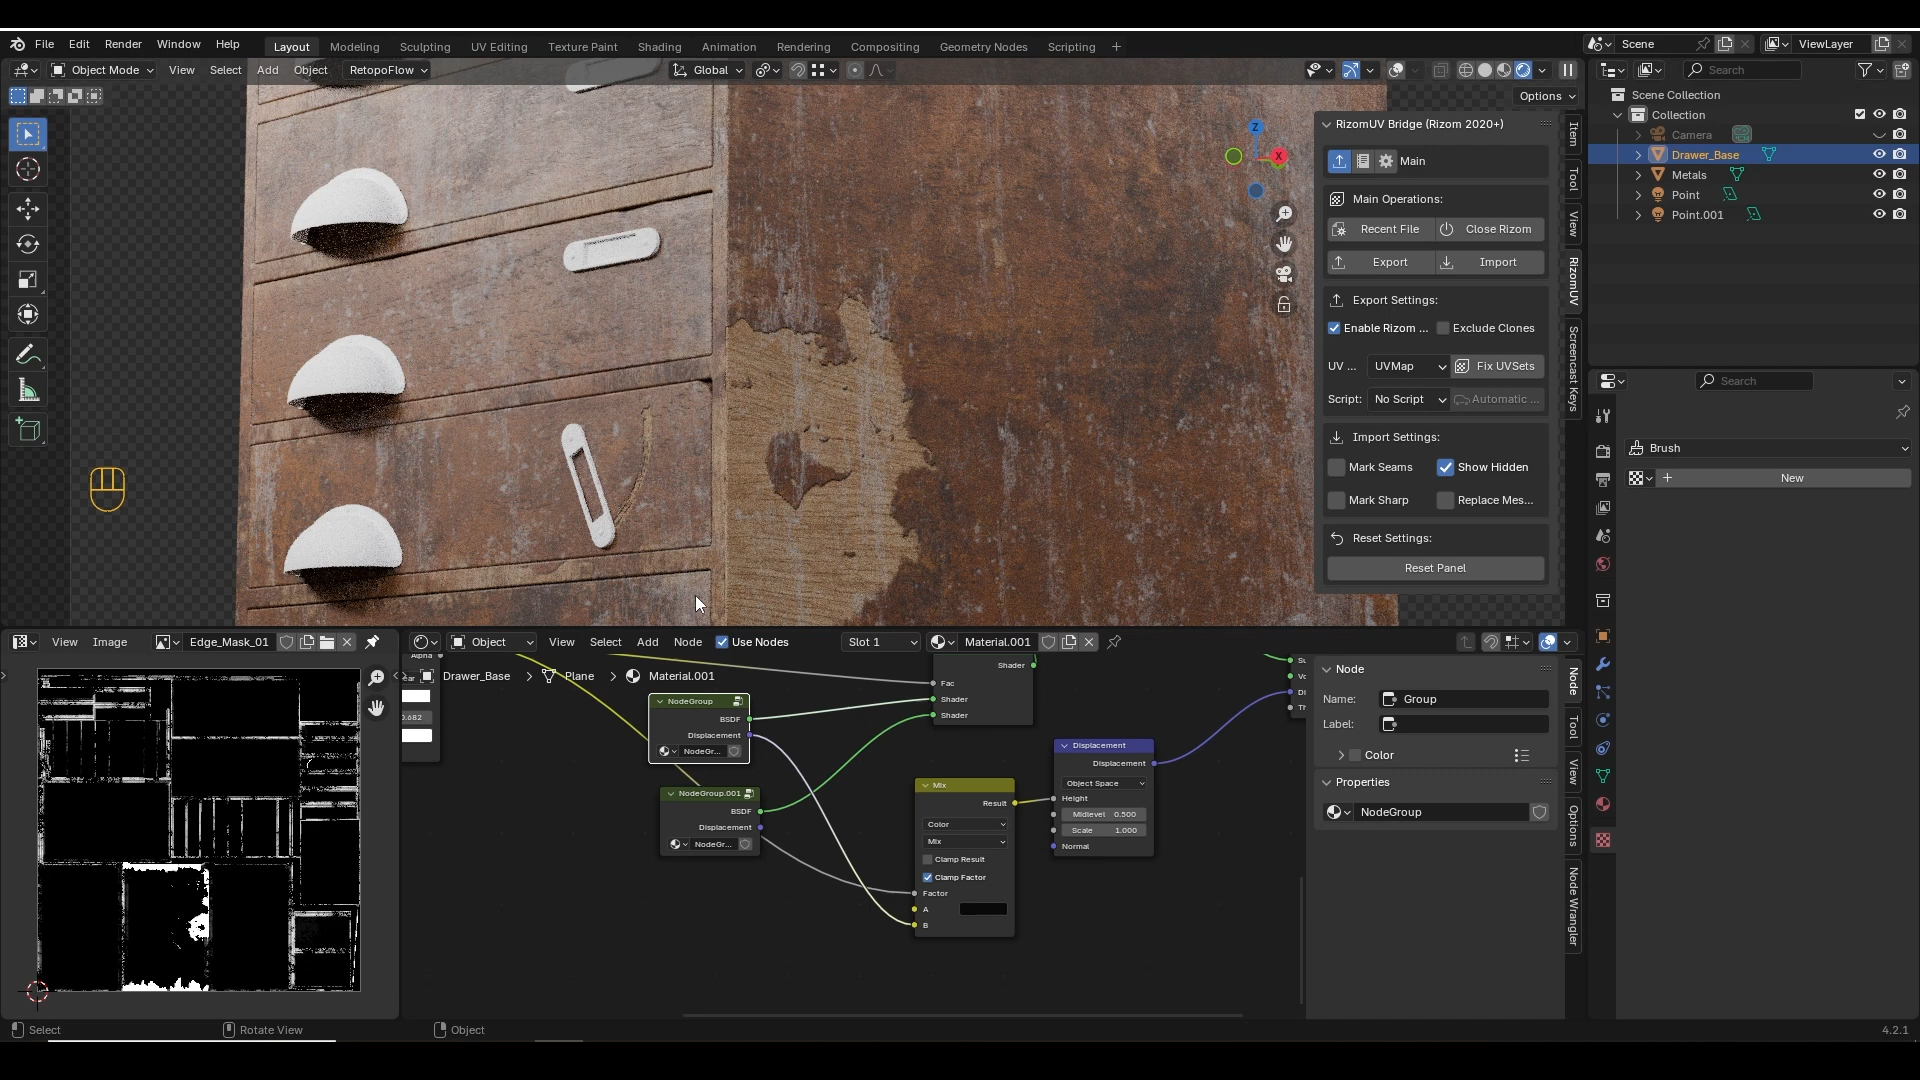 File Edit Render Window Help Layout Modeling Sculpting UV Editing Texture Paint Shading Animation Rendering Compositing Geometry Nodes Scripting + Scene ViewLayer
Object Mode View Select Add Object RetopoFlow Global Search
Options
Scene Collection
Collection
Camera
Drawer_Base
Metals
Point
Point.001
Z
X
RizomUV Bridge (Rizom 2020+)
Main
Main Operations:
Recent File Close Rizom
Export Import
Export Settings:
Enable Rizom ... Exclude Clones
UV ... UVMap Fix UVSets
Script: No Script Automatic ...
Import Settings:
Mark Seams Show Hidden
Mark Sharp Replace Mes...
Reset Settings:
Reset Panel
Item
Tool
View
RizomUV
Screencast Keys
Search
Brush
New
View Image Edge_Mask_01 Object View Select Add Node Use Nodes Slot 1 Material.001
Alpha
0.682
Drawer_Base Plane Material.001
Shader
Fac
Shader
Shader
NodeGroup
BSDF
Displacement
NodeGr...
NodeGroup.001
BSDF
Displacement
NodeGr...
Mix
Result
Color
Mix
Clamp Result
Clamp Factor
Factor
A
B
Displacement
Displacement
Object Space
Height
Midlevel 0.500
Scale 1.000
Normal
Node
Name: Group
Label:
Color
Properties
NodeGroup
Node
Tool
View
Options
Node Wrangler
Select Rotate View Object 4.2.1